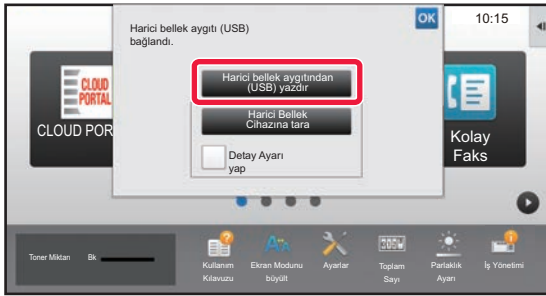 Harici bellek aygıtı (USB)
bağlandı.
OK
10:15
Harici bellek aygıtından
(USB) yazdır
Harici Bellek
Cihazına tara
Detay Ayarı
yap
CLOUD
PORTAL
CLOUD POR
Kolay
Faks
Toner Miktarı
Bk
Kullanım
Kılavuzu
Ekran Modunu
büyült
Ayarlar
Toplam
Sayı
Parlaklık
Ayarı
İş Yönetimi